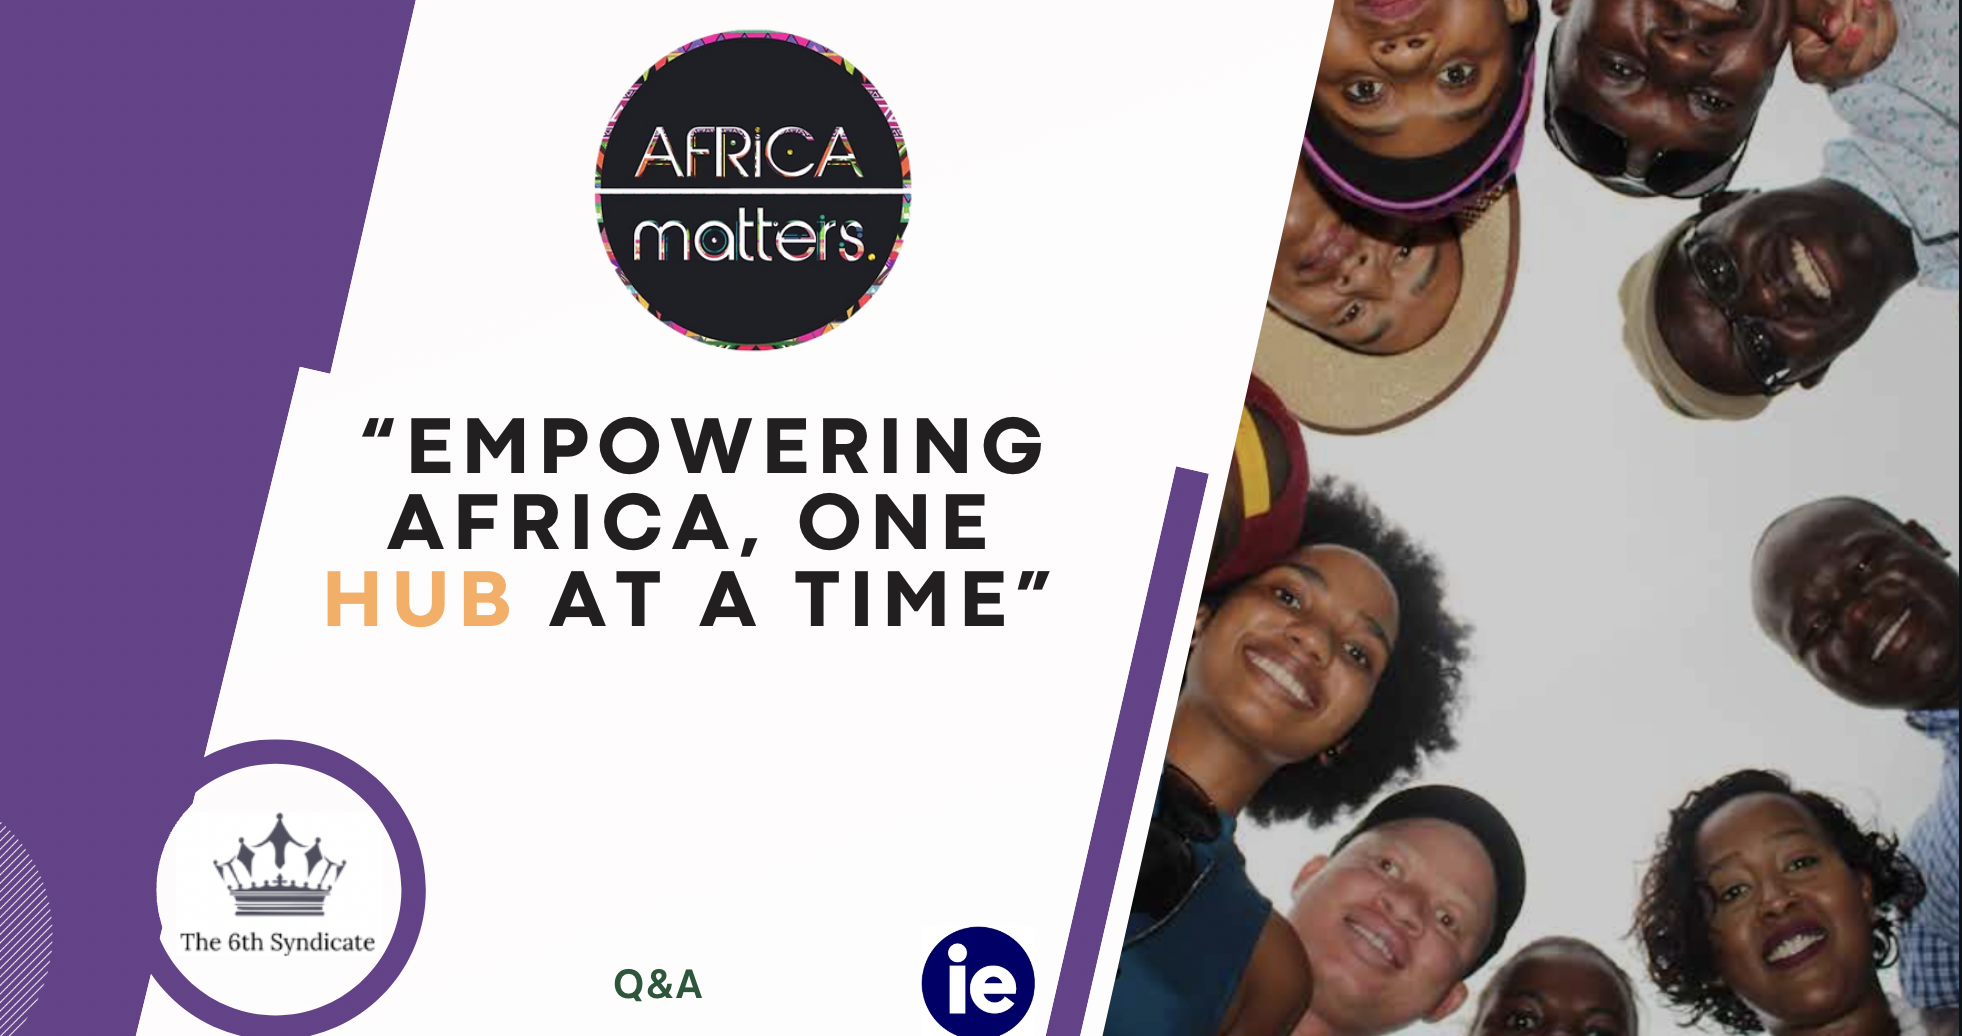 AFRiCA
matters.
“EMPOWERING
AFRICA, ONE
HUB AT A TIME”
The 6th Syndicate
Q&A
ie